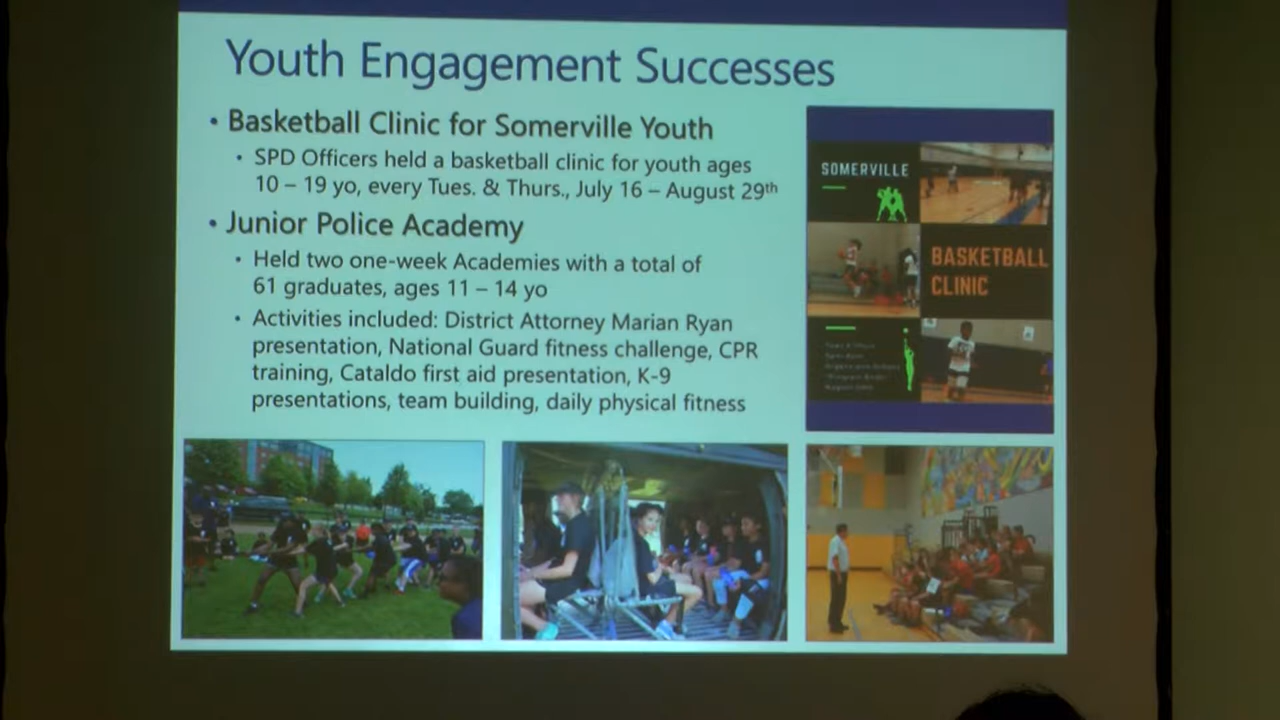 Youth Engagement Successes
• Basketball Clinic for Somerville Youth
• SPD Officers held a basketball clinic for youth ages
10 – 19 yo, every Tues. & Thurs., July 16 – August 29th
• Junior Police Academy
• Held two one-week Academies with a total of
61 graduates, ages 11 – 14 yo
• Activities included: District Attorney Marian Ryan
presentation, National Guard fitness challenge, CPR
training, Cataldo first aid presentation, K-9
presentations, team building, daily physical fitness
SOMERVILLE
BASKETBALL
CLINIC